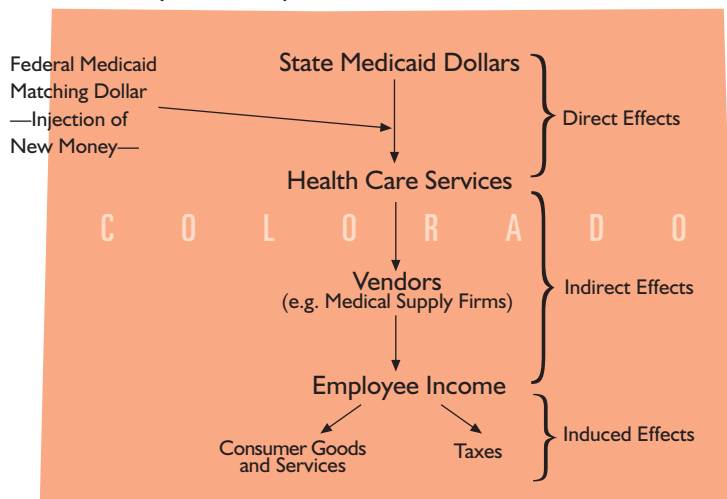 Federal Medicaid
Matching Dollar
—Injection of
New Money—
State Medicaid Dollars
Direct Effects
Health Care Services
COLORADO
Vendors
(e.g. Medical Supply Firms)
Indirect Effects
Employee Income
Consumer Goods
and Services
Taxes
Induced Effects